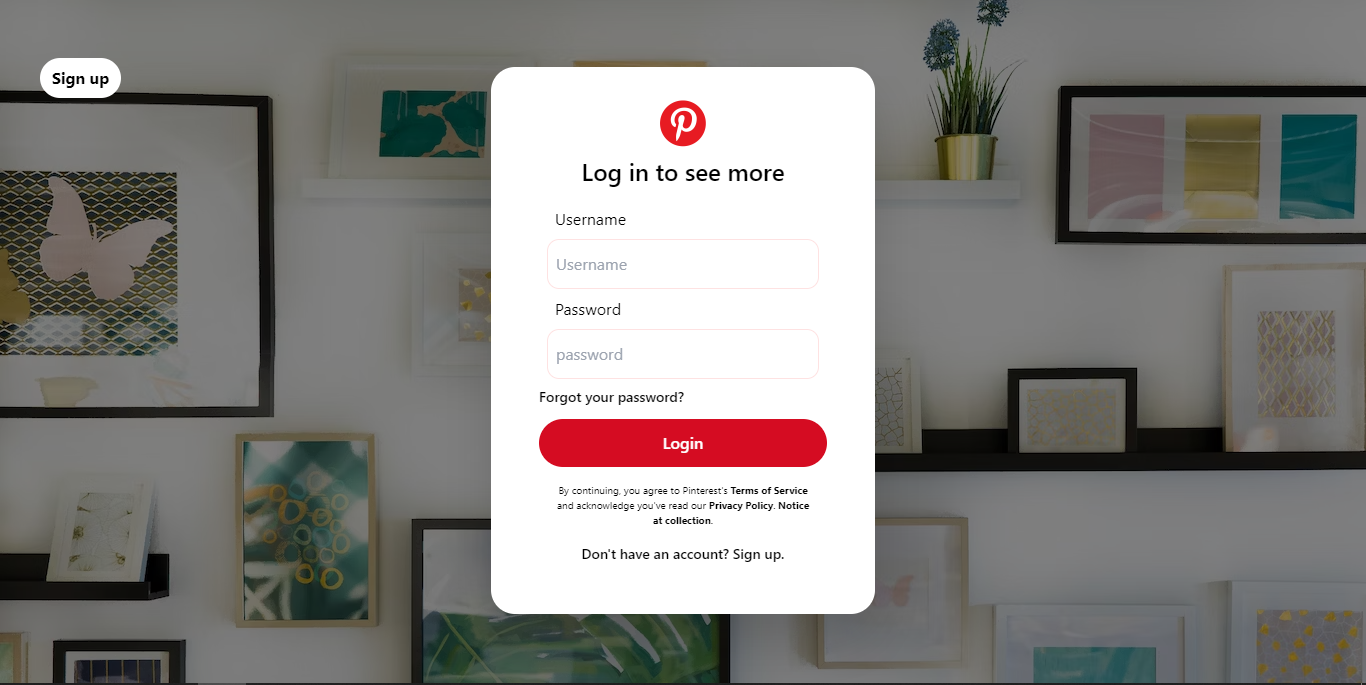 Sign up
Log in to see more
Username
Username
Password
password
Forgot your password?
Login
By continuing, you agree to Pinterest's Terms of Service
and acknowledge you've read our Privacy Policy. Notice
at collection.
Don't have an account? Sign up.